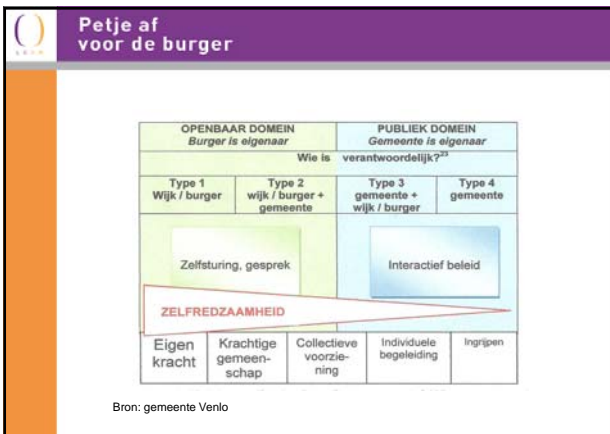 Petje af
voor de burger
OPENBAAR DOMEIN
Burger is eigenaar
PUBLIEK DOMEIN
Gemeente is eigenaar
Wie is verantwoordelijk?²³
Type 1
Wijk / burger
Type 2
wijk / burger +
gemeente
Type 3
gemeente +
wijk / burger
Type 4
gemeente
Zelfsturing, gesprek
Interactief beleid
ZELFREDZAAMHEID
Eigen
kracht
Krachtige
gemeen-
schap
Collectieve
voorzie-
ning
Individuele
begeleiding
Ingrijpen
Bron: gemeente Venlo